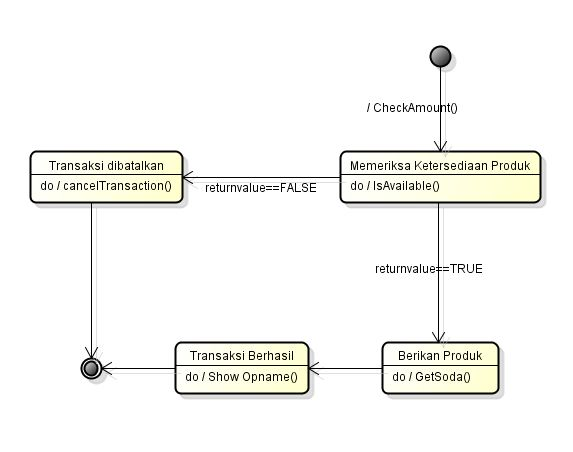 / CheckAmount()
Transaksi dibatalkan
do / cancelTransaction()
returnvalue==FALSE
Memeriksa Ketersediaan Produk
do / IsAvailable()
returnvalue==TRUE
Transaksi Berhasil
do / Show Opname()
Berikan Produk
do / GetSoda()